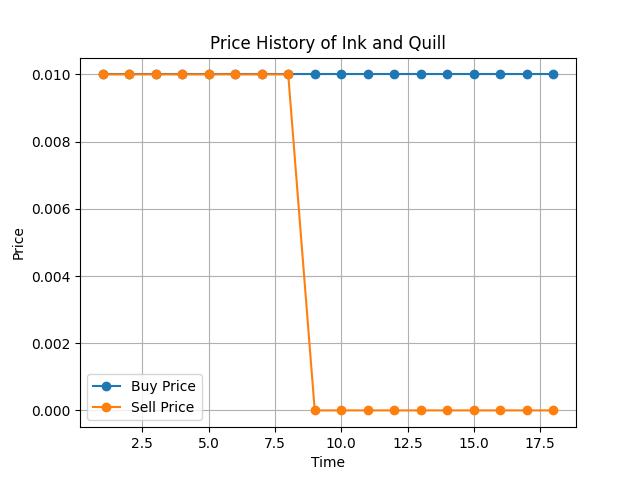 Price History of Ink and Quill
0.010
0.008
0.006
0.004
0.002
0.000
Price
Buy Price
Sell Price
2.5 5.0 7.5 10.0 12.5 15.0 17.5
Time